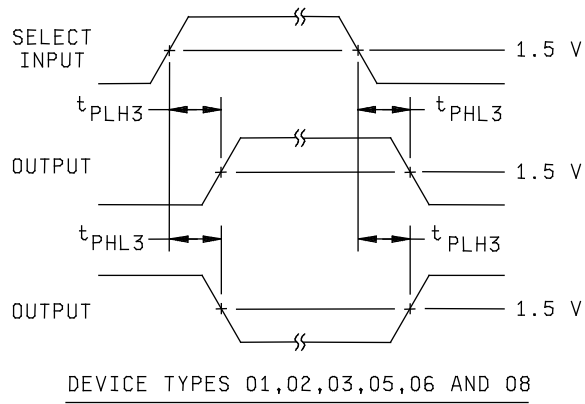 SELECT
INPUT
1.5 V
tPLH3
tPHL3
OUTPUT
1.5 V
tPHL3
tPLH3
OUTPUT
1.5 V
DEVICE TYPES 01,02,03,05,06 AND 08